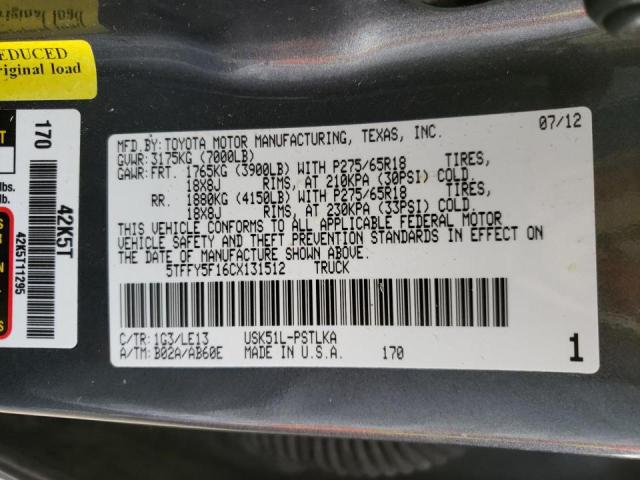 EDUCED
riginal load
170
42K5T
42K5T11295
lbs.
lb.
07/12
MFD.BY:TOYOTA MOTOR MANUFACTURING, TEXAS, INC.
GVWR:3175KG (7000LB)
GAWR:FRT. 1765KG (3900LB) WITH P275/65R18 TIRES,
18X8J RIMS, AT 210KPA (30PSI) COLD.
RR. 1880KG (4150LB) WITH P275/65R18 TIRES,
18X8J RIMS, AT 230KPA (33PSI) COLD.
THIS VEHICLE CONFORMS TO ALL APPLICABLE FEDERAL MOTOR
VEHICLE SAFETY AND THEFT PREVENTION STANDARDS IN EFFECT ON
THE DATE OF MANUFACTURE SHOWN ABOVE.
5TFFY5F16CX131512 TRUCK
C/TR:1G3/LE13 USK51L-PSTLKA
A/TM:B02A/AB60E MADE IN U.S.A. 170
1